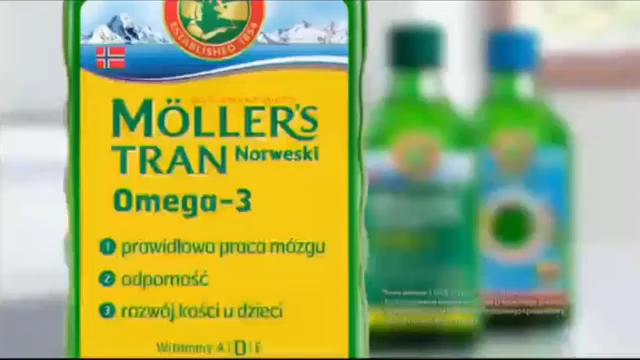 ESTABLISHED 1854
MÖLLER'S
TRAN Norweski
Omega-3
1 prawidłowa praca mózgu
2 odporność
3 rozwój kości u dzieci
Witaminy A | D | E